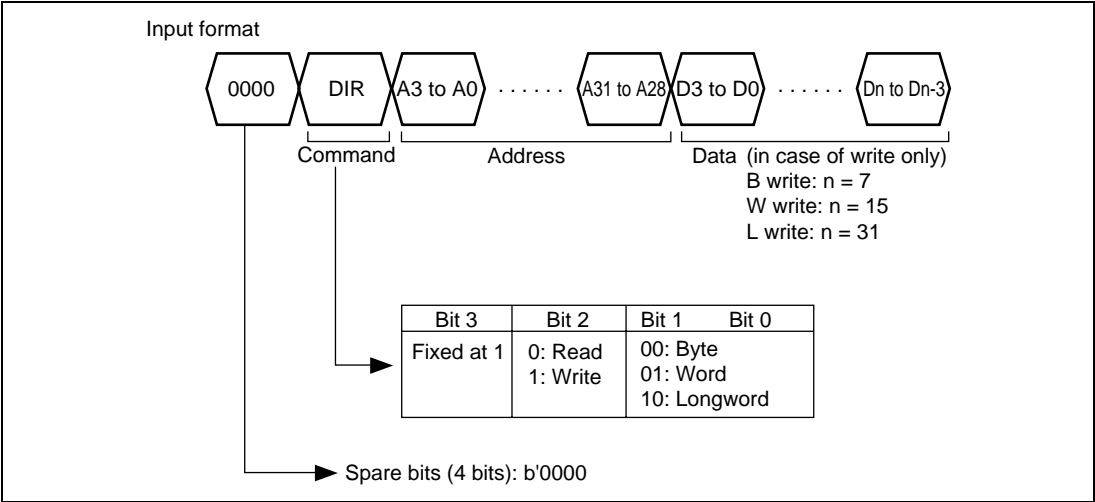 Input format
0000 DIR A3 to A0 · · · · · · A31 to A28 D3 to D0 · · · · · · Dn to Dn-3
Command Address Data (in case of write only)
B write: n = 7
W write: n = 15
L write: n = 31
Bit 3 Bit 2 Bit 1 Bit 0
Fixed at 1 0: Read 00: Byte
1: Write 01: Word
10: Longword
Spare bits (4 bits): b'0000